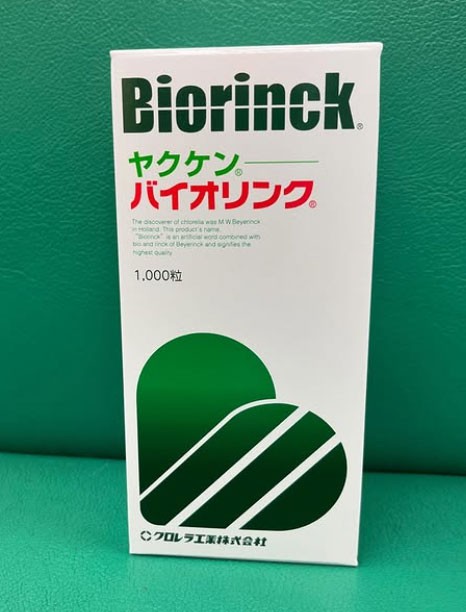 Biorinck®
ヤクケン®
バイオリンク®
The discoverer of chlorella was M.W.Beyerinck
in Holland. This product's name
"Biorinck" is an artificial word combined with
bio and rinck of Beyerinck and signifies the
highest quality.
1,000粒
クロレラ工業株式会社